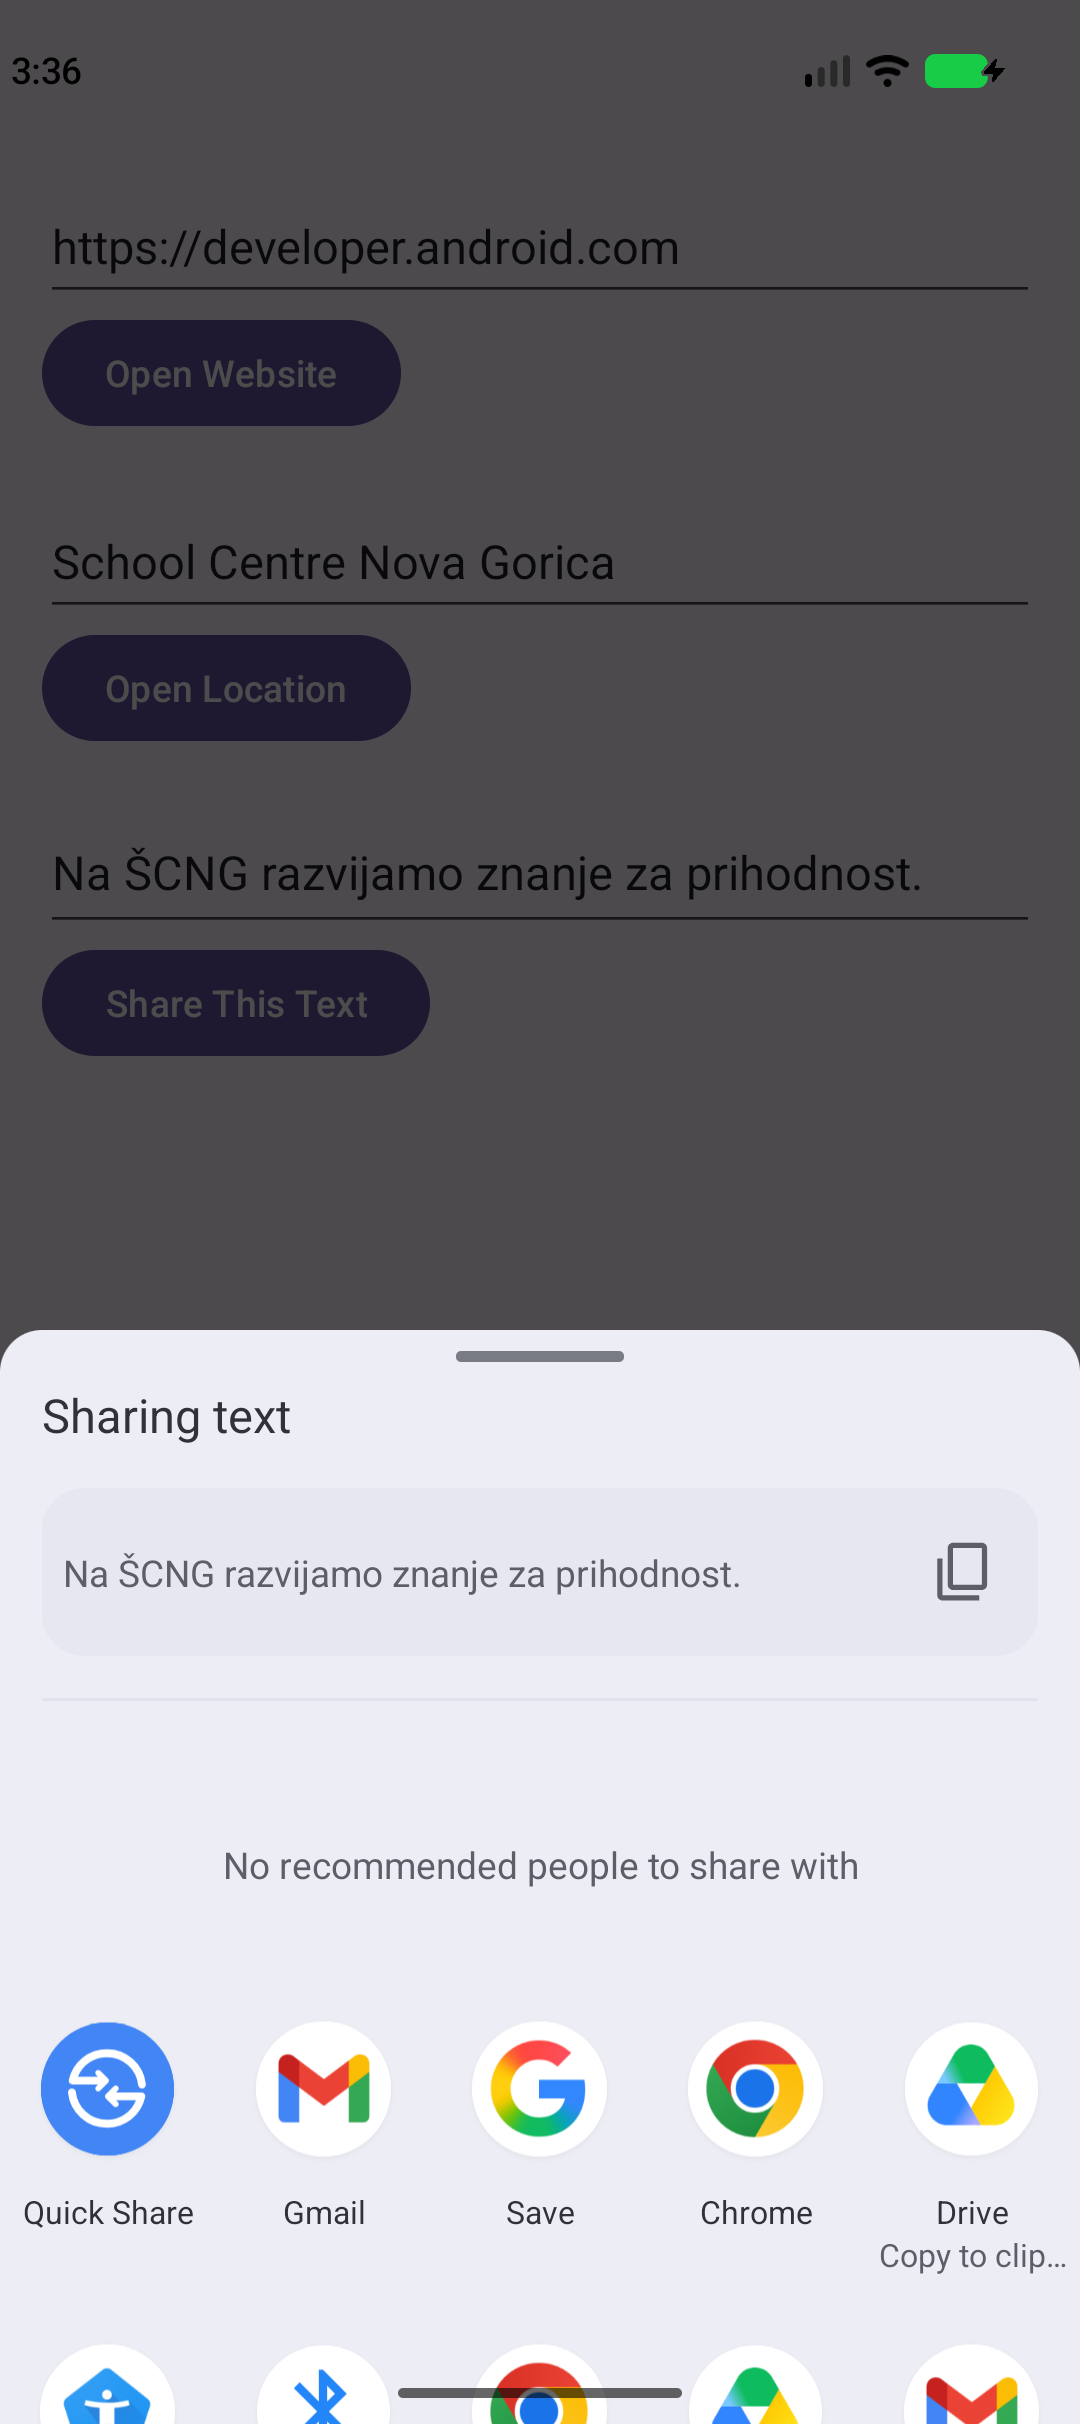 3:36
https://developer.android.com
Open Website
School Centre Nova Gorica
Open Location
Na ŠCNG razvijamo znanje za prihodnost.
Share This Text
Sharing text
Na ŠCNG razvijamo znanje za prihodnost.
No recommended people to share with
Quick Share Gmail Save Chrome Drive
Copy to clip…